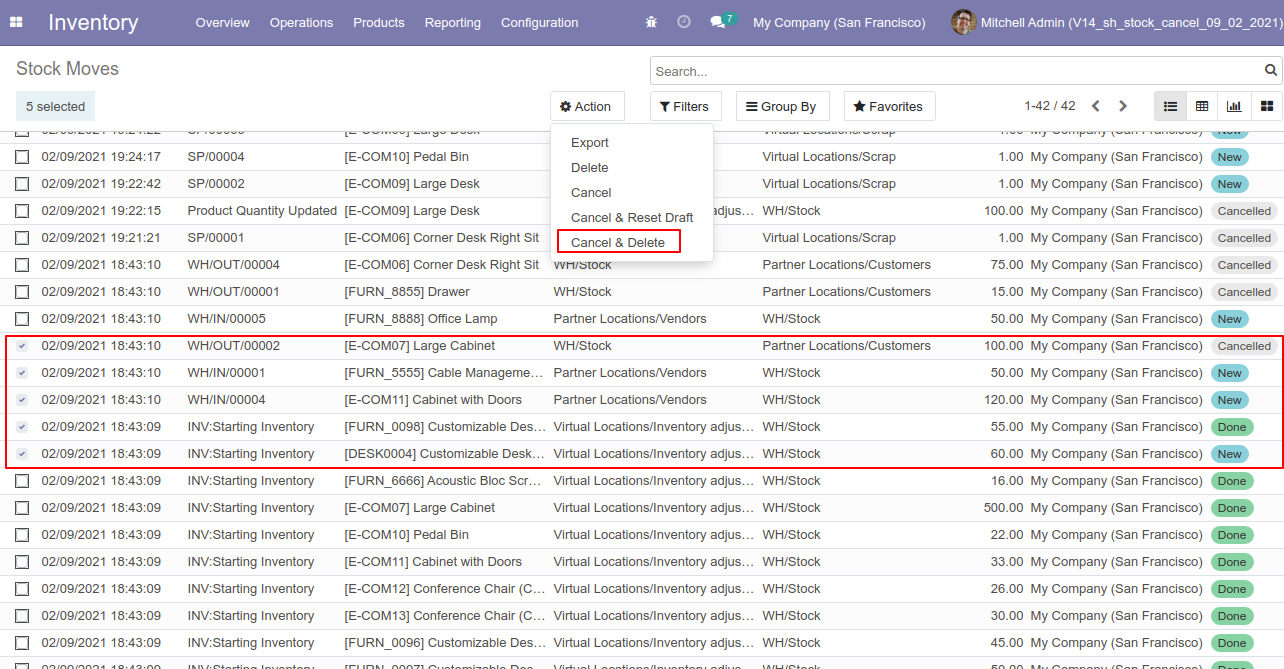 Inventory Overview Operations Products Reporting Configuration 7 My Company (San Francisco) Mitchell Admin (V14_sh_stock_cancel_09_02_2021)
Stock Moves Search...
5 selected Action Filters Group By Favorites 1-42 / 42
Export
Delete
Cancel
Cancel & Reset Draft
Cancel & Delete
02/09/2021 19:24:17 SP/00004 [E-COM10] Pedal Bin Virtual Locations/Scrap 1.00 My Company (San Francisco) New
02/09/2021 19:22:42 SP/00002 [E-COM09] Large Desk Virtual Locations/Scrap 1.00 My Company (San Francisco) New
02/09/2021 19:22:15 Product Quantity Updated [E-COM09] Large Desk adjus... WH/Stock 100.00 My Company (San Francisco) Cancelled
02/09/2021 19:21:21 SP/00001 [E-COM06] Corner Desk Right Sit Virtual Locations/Scrap 1.00 My Company (San Francisco) Cancelled
02/09/2021 18:43:10 WH/OUT/00004 [E-COM06] Corner Desk Right Sit WH/Stock Partner Locations/Customers 75.00 My Company (San Francisco) Cancelled
02/09/2021 18:43:10 WH/OUT/00001 [FURN_8855] Drawer WH/Stock Partner Locations/Customers 15.00 My Company (San Francisco) Cancelled
02/09/2021 18:43:10 WH/IN/00005 [FURN_8888] Office Lamp Partner Locations/Vendors WH/Stock 50.00 My Company (San Francisco) New
02/09/2021 18:43:10 WH/OUT/00002 [E-COM07] Large Cabinet WH/Stock Partner Locations/Customers 100.00 My Company (San Francisco) Cancelled
02/09/2021 18:43:10 WH/IN/00001 [FURN_5555] Cable Manageme... Partner Locations/Vendors WH/Stock 50.00 My Company (San Francisco) New
02/09/2021 18:43:10 WH/IN/00004 [E-COM11] Cabinet with Doors Partner Locations/Vendors WH/Stock 120.00 My Company (San Francisco) New
02/09/2021 18:43:09 INV:Starting Inventory [FURN_0098] Customizable Des... Virtual Locations/Inventory adjus... WH/Stock 55.00 My Company (San Francisco) Done
02/09/2021 18:43:09 INV:Starting Inventory [DESK0004] Customizable Desk... Virtual Locations/Inventory adjus... WH/Stock 60.00 My Company (San Francisco) New
02/09/2021 18:43:09 INV:Starting Inventory [FURN_6666] Acoustic Bloc Scr... Virtual Locations/Inventory adjus... WH/Stock 16.00 My Company (San Francisco) Done
02/09/2021 18:43:09 INV:Starting Inventory [E-COM07] Large Cabinet Virtual Locations/Inventory adjus... WH/Stock 500.00 My Company (San Francisco) Done
02/09/2021 18:43:09 INV:Starting Inventory [E-COM10] Pedal Bin Virtual Locations/Inventory adjus... WH/Stock 22.00 My Company (San Francisco) Done
02/09/2021 18:43:09 INV:Starting Inventory [E-COM11] Cabinet with Doors Virtual Locations/Inventory adjus... WH/Stock 33.00 My Company (San Francisco) Done
02/09/2021 18:43:09 INV:Starting Inventory [E-COM12] Conference Chair (C... Virtual Locations/Inventory adjus... WH/Stock 26.00 My Company (San Francisco) Done
02/09/2021 18:43:09 INV:Starting Inventory [E-COM13] Conference Chair (C... Virtual Locations/Inventory adjus... WH/Stock 30.00 My Company (San Francisco) Done
02/09/2021 18:43:09 INV:Starting Inventory [FURN_0096] Customizable Des... Virtual Locations/Inventory adjus... WH/Stock 45.00 My Company (San Francisco) Done